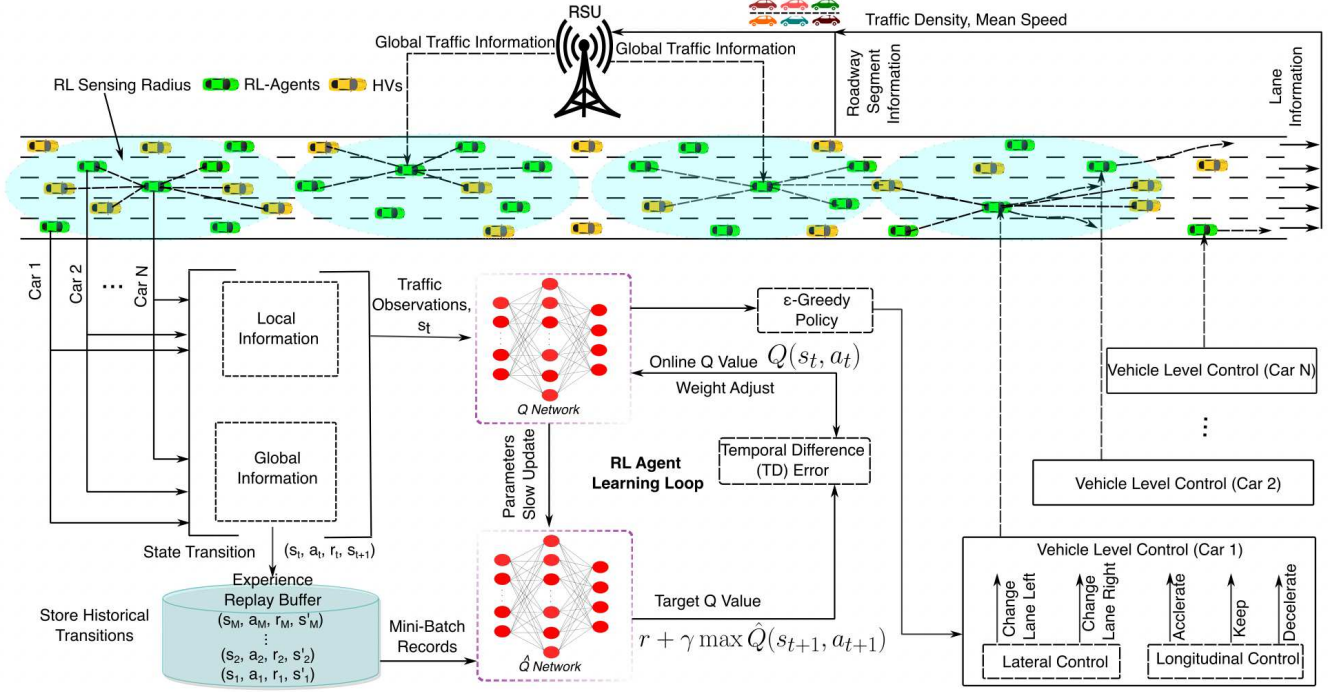 RSU
Traffic Density, Mean Speed
Global Traffic Information
Global Traffic Information
RL Sensing Radius
RL-Agents
HVs
Roadway
Segment
Information
Lane
Information
Car 1
Car 2
...
Car N
Local
Information
Global
Information
Traffic
Observations,
s_t
Q Network
ε-Greedy
Policy
Online Q Value Q(s_t, a_t)
Weight Adjust
Parameters
Slow Update
RL Agent
Learning Loop
Temporal Difference
(TD) Error
Vehicle Level Control (Car N)
⋮
Vehicle Level Control (Car 2)
Vehicle Level Control (Car 1)
Change
Lane Left
Change
Lane Right
Acclerate
Keep
Decelerate
Lateral Control
Longitudinal Control
State Transition
(s_t, a_t, r_t, s_{t+1})
Experience
Replay Buffer
(s_M, a_M, r_M, s'_M)
⋮
(s_2, a_2, r_2, s'_2)
(s_1, a_1, r_1, s'_1)
Store Historical
Transitions
Mini-Batch
Records
Q̂ Network
Target Q Value
r + γ max Q̂(s_{t+1}, a_{t+1})